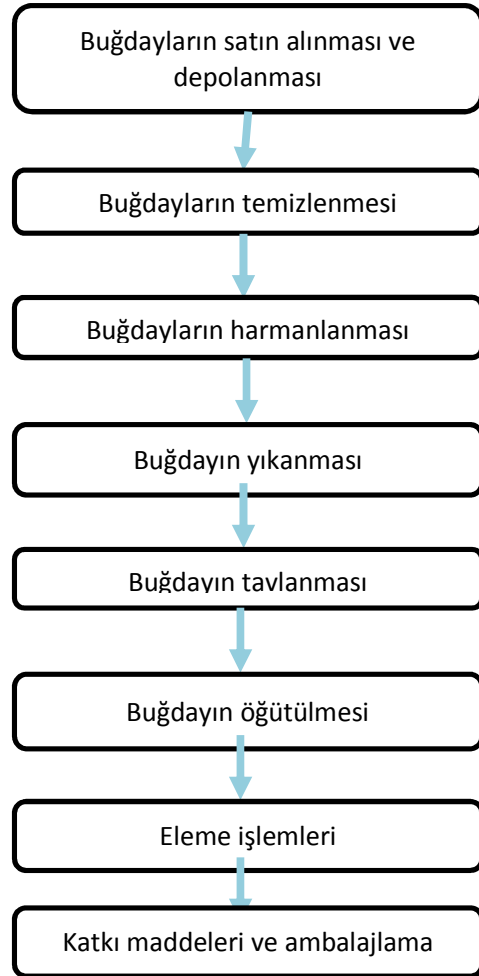 Buğdayların satın alınması ve
depolanması
Buğdayların temizlenmesi
Buğdayların harmanlanması
Buğdayın yıkanması
Buğdayın tavlanması
Buğdayın öğütülmesi
Eleme işlemleri
Katkı maddeleri ve ambalajlama